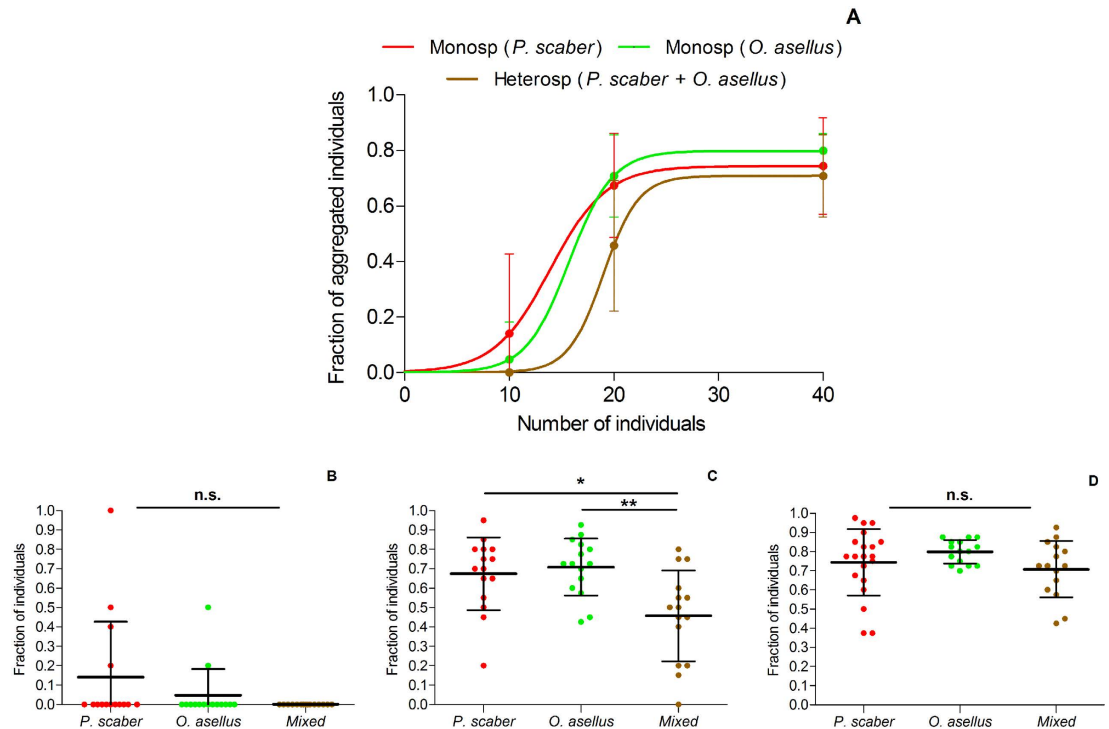 A
Monosp (P. scaber) Monosp (O. asellus)
Heterosp (P. scaber + O. asellus)
Fraction of aggregated individuals
1.0
0.8
0.6
0.4
0.2
0.0
0 10 20 30 40
Number of individuals
B
n.s.
Fraction of individuals
1.0
0.9
0.8
0.7
0.6
0.5
0.4
0.3
0.2
0.1
0.0
P. scaber O. asellus Mixed
C
*
**
Fraction of individuals
1.0
0.9
0.8
0.7
0.6
0.5
0.4
0.3
0.2
0.1
0.0
P. scaber O. asellus Mixed
D
n.s.
Fraction of individuals
1.0
0.9
0.8
0.7
0.6
0.5
0.4
0.3
0.2
0.1
0.0
P. scaber O. asellus Mixed